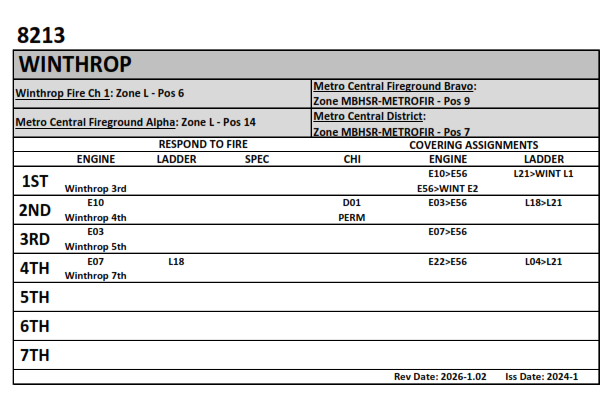 8213
WINTHROP
Winthrop Fire Ch 1: Zone L - Pos 6
Metro Central Fireground Bravo:
Zone MBHSR-METROFIR - Pos 9
Metro Central Fireground Alpha: Zone L - Pos 14
Metro Central District:
Zone MBHSR-METROFIR - Pos 7
RESPOND TO FIRE COVERING ASSIGNMENTS
ENGINE LADDER SPEC CHI ENGINE LADDER
1ST E10>E56 L21>WINT L1
Winthrop 3rd E56>WINT E2
2ND E10 D01 E03>E56 L18>L21
Winthrop 4th PERM
3RD E03 E07>E56
Winthrop 5th
4TH E07 L18 E22>E56 L04>L21
Winthrop 7th
5TH
6TH
7TH
Rev Date: 2026-1.02 Iss Date: 2024-1